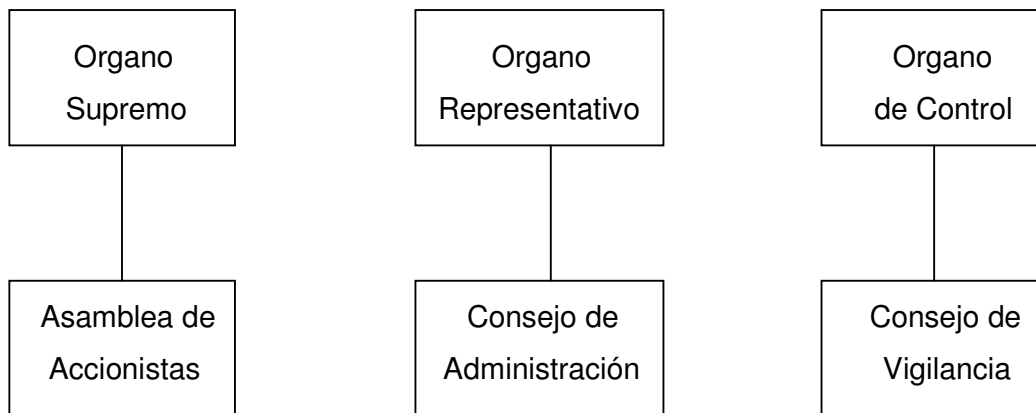 Organo
Supremo
Organo
Representativo
Organo
de Control
Asamblea de
Accionistas
Consejo de
Administración
Consejo de
Vigilancia